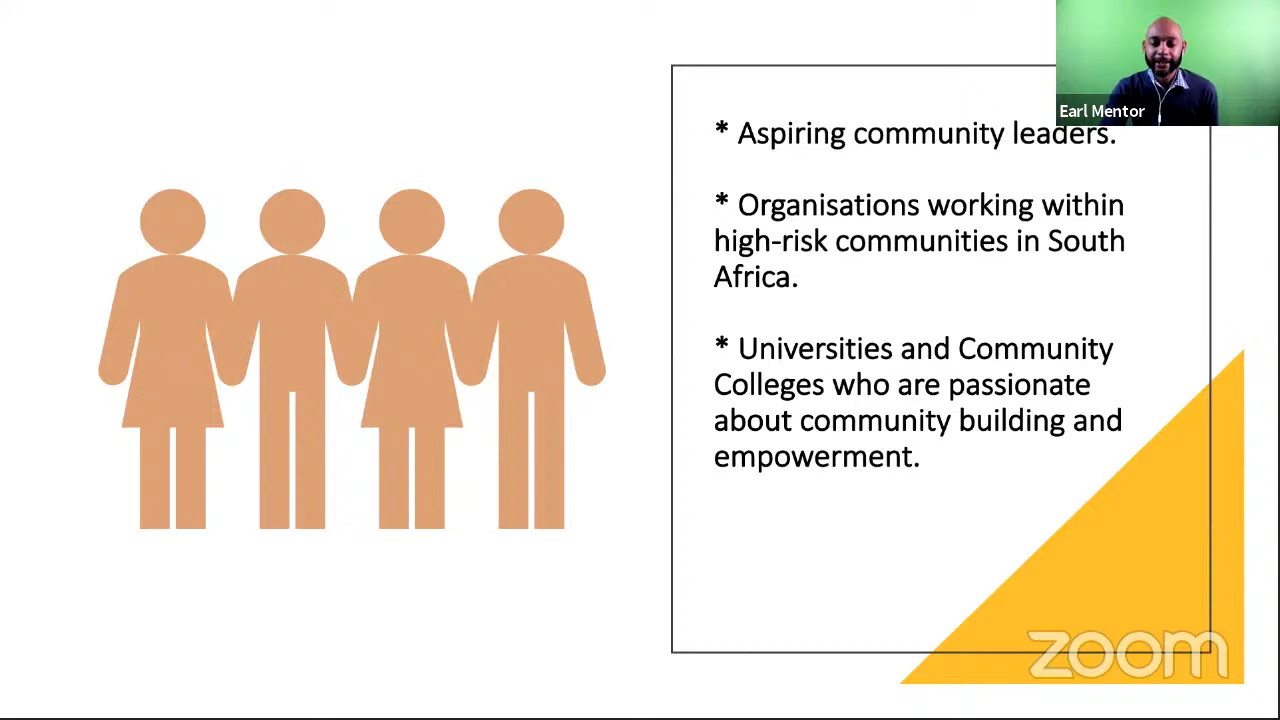 Earl Mentor
* Aspiring community leaders.
* Organisations working within
high-risk communities in South
Africa.
* Universities and Community
Colleges who are passionate
about community building and
empowerment.
zoom